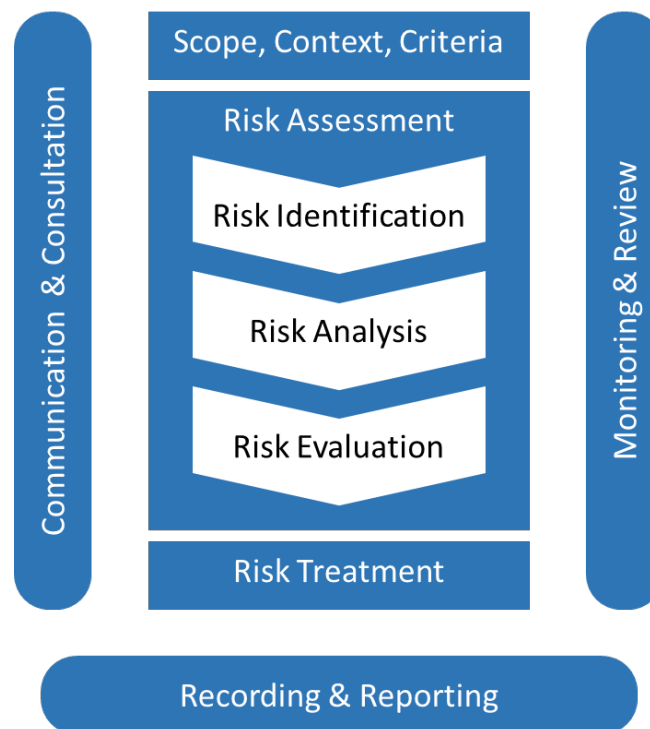 Scope, Context, Criteria
Risk Assessment
Risk Identification
Risk Analysis
Risk Evaluation
Risk Treatment
Communication & Consultation
Monitoring & Review
Recording & Reporting